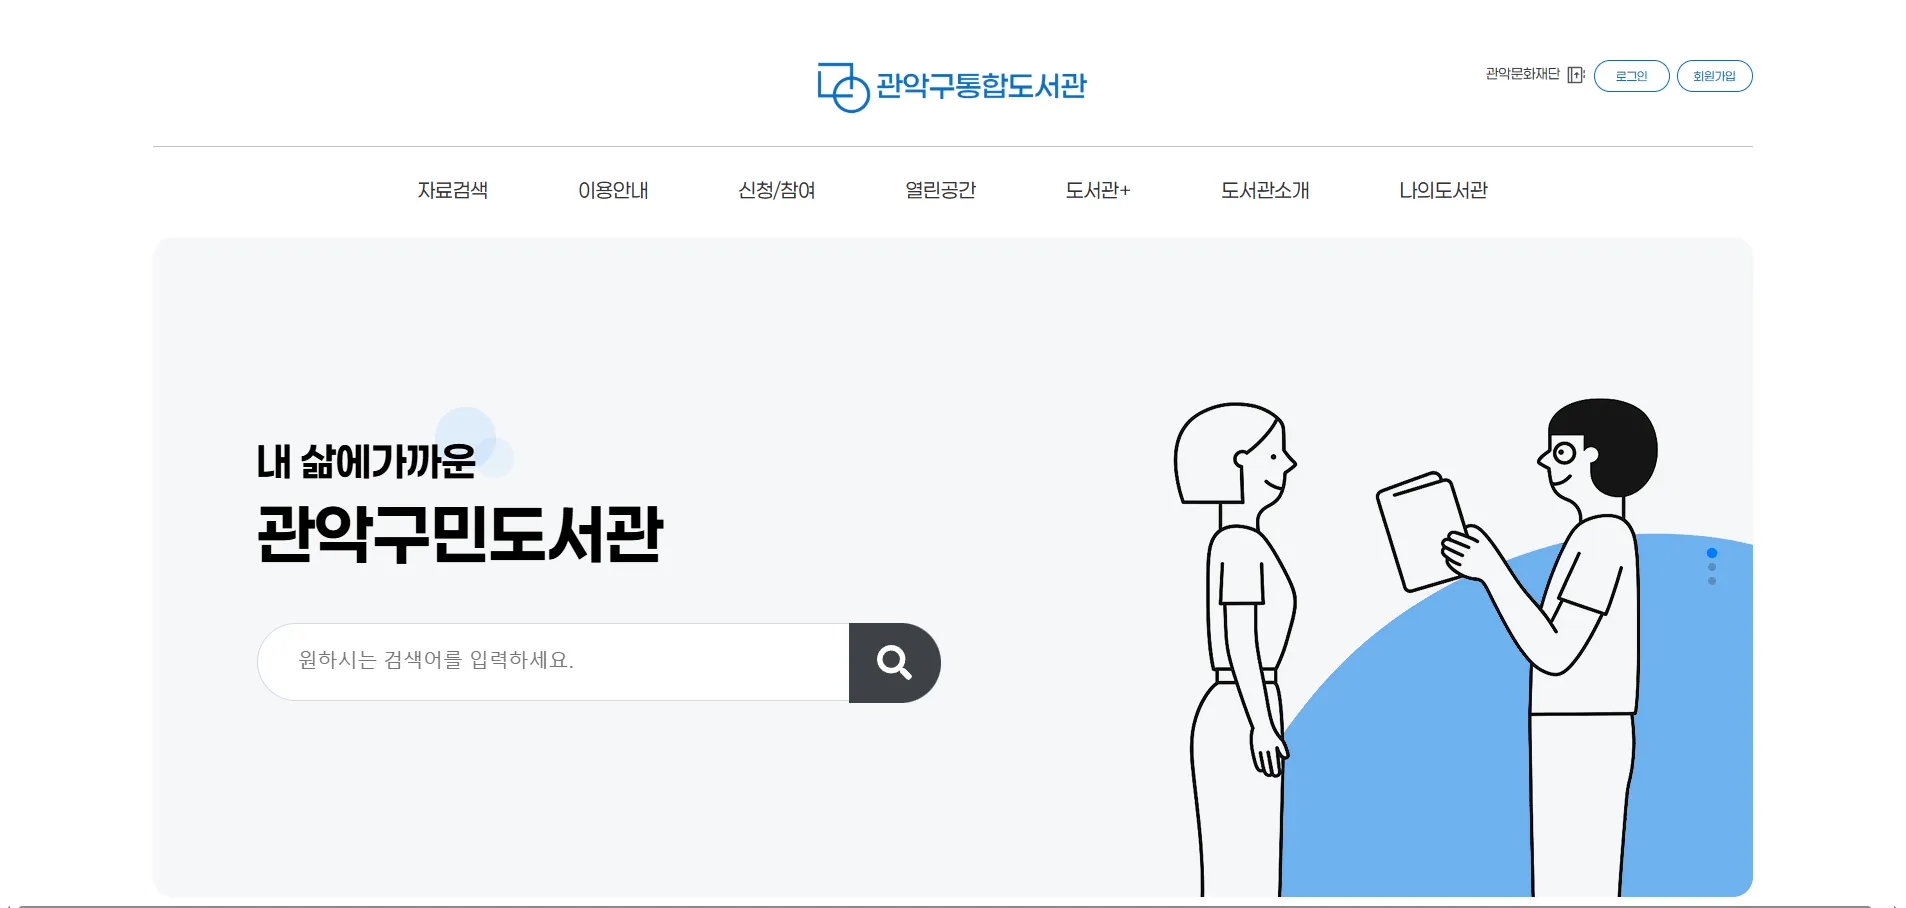 관악구통합도서관
관악문화재단
로그인
회원가입
자료검색 이용안내 신청/참여 열린공간 도서관+ 도서관소개 나의도서관
내 삶에가까운
관악구민도서관
원하시는 검색어를 입력하세요.